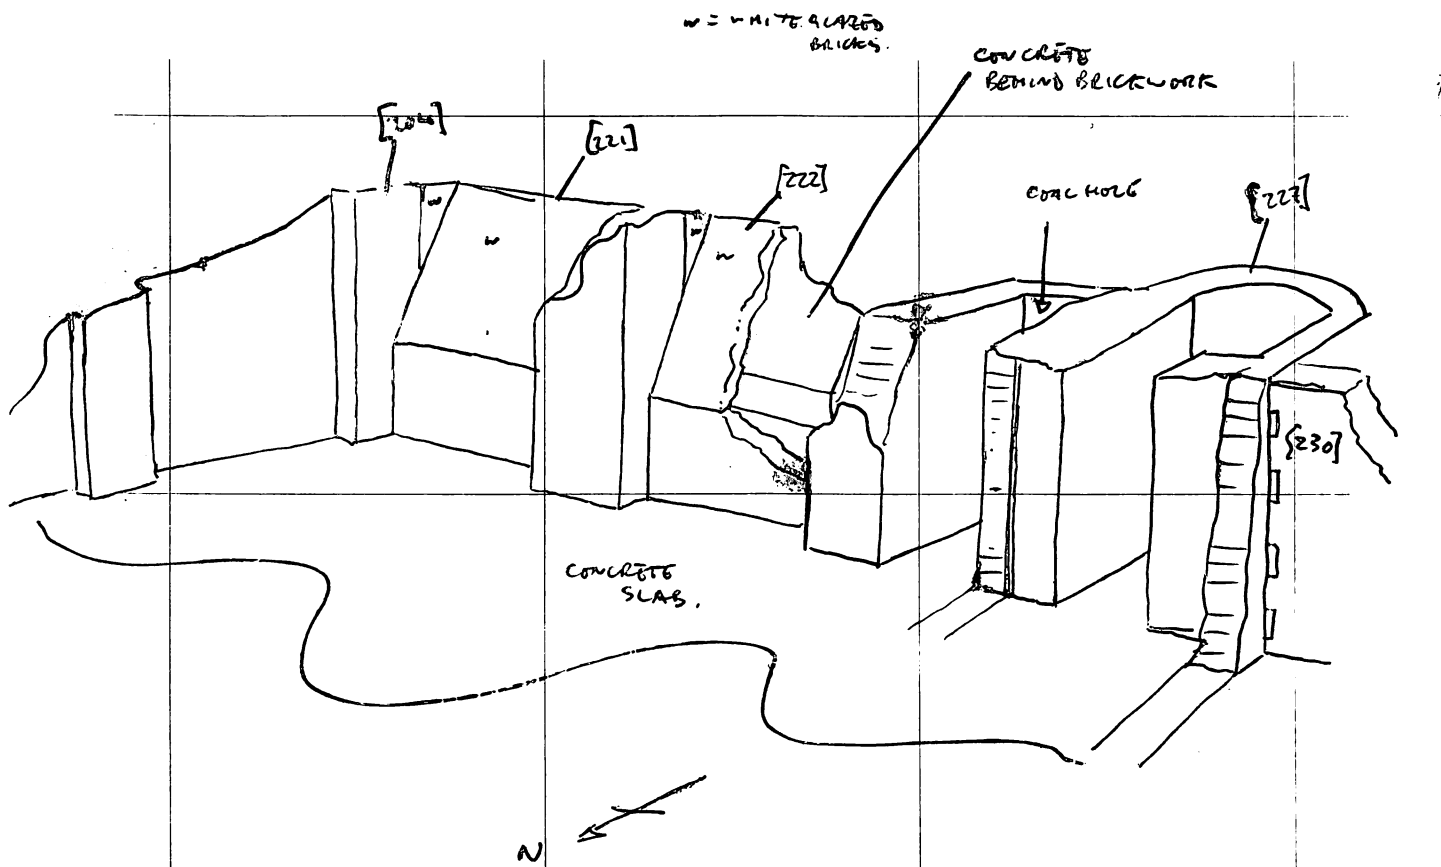 w = WHITE GLAZED
BRICKS.
CONCRETE
BEHIND BRICKWORK
[221]
[222]
COAL HOLE
[227]
w
w
w
w
[230]
CONCRETE
SLAB.
N